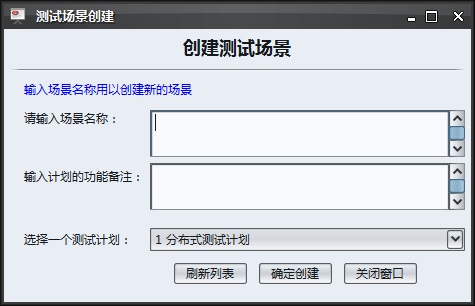 测试场景创建
创建测试场景
输入场景名称用以创建新的场景
请输入场景名称：
输入计划的功能备注：
选择一个测试计划： 1 分布式测试计划
刷新列表 确定创建 关闭窗口